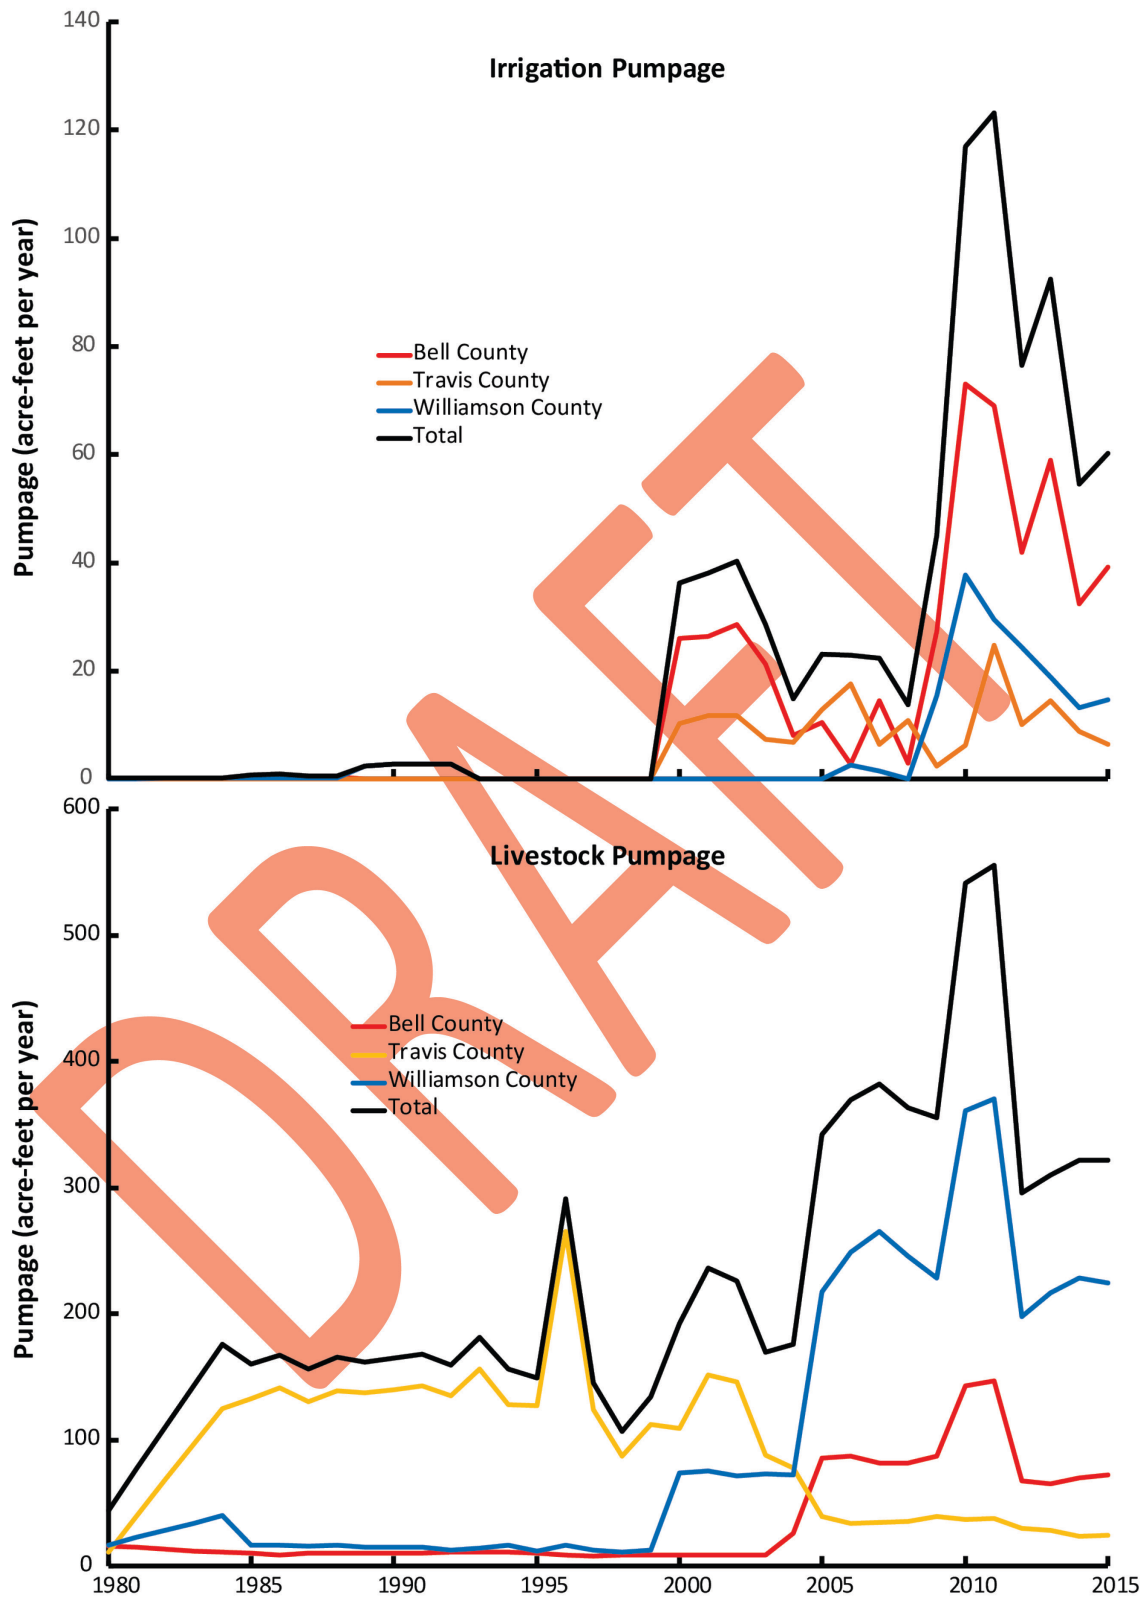 Irrigation Pumpage
Pumpage (acre-feet per year)
140
120
100
80
60
40
20
0
Bell County
Travis County
Williamson County
Total
Livestock Pumpage
Pumpage (acre-feet per year)
600
500
400
300
200
100
0
Bell County
Travis County
Williamson County
Total
1980 1985 1990 1995 2000 2005 2010 2015
DRAFT